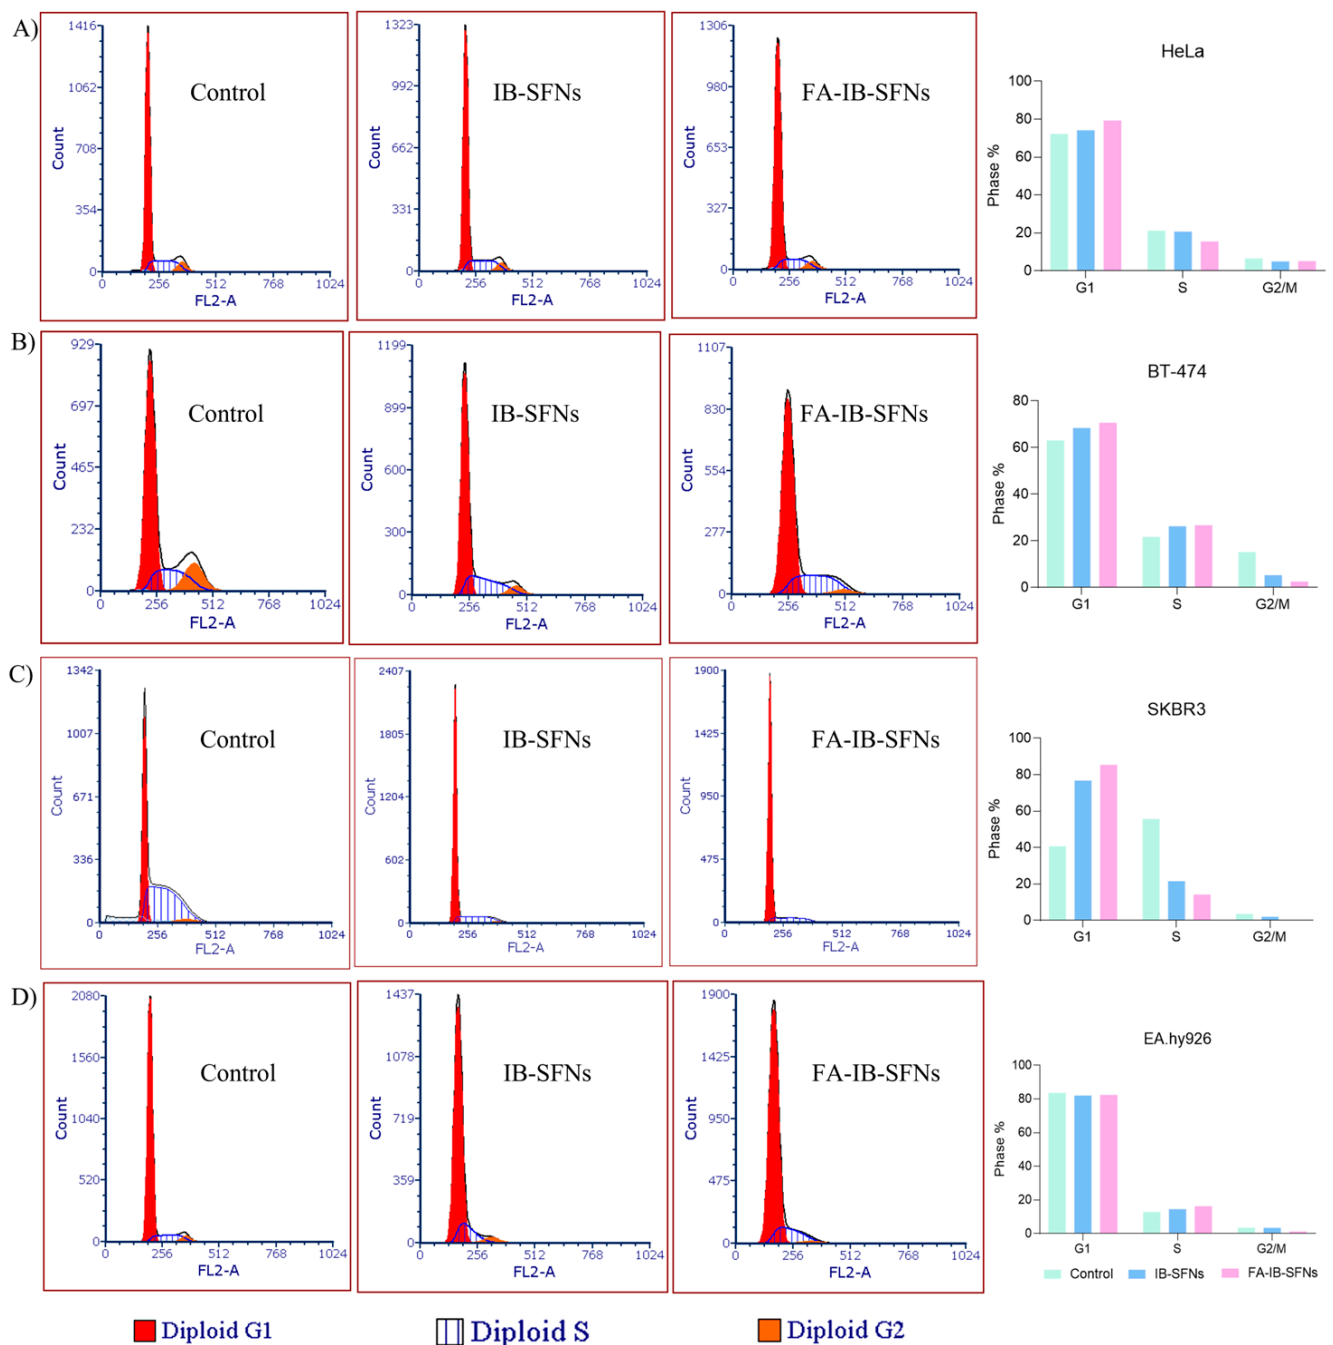 A)
1416
1062
708
354
0
Count
Control
0 256 512 768 1024
FL2-A
1323
992
662
331
0
Count
IB-SFNs
0 256 512 768 1024
FL2-A
1306
980
653
327
0
Count
FA-IB-SFNs
0 256 512 768 1024
FL2-A
HeLa
100
80
60
40
20
0
Phase %
G1 S G2/M
B)
929
697
465
232
0
Count
Control
0 256 512 768 1024
FL2-A
1199
899
600
300
0
Count
IB-SFNs
0 256 512 768 1024
FL2-A
1107
830
554
277
0
Count
FA-IB-SFNs
0 256 512 768 1024
FL2-A
BT-474
80
60
40
20
0
Phase %
G1 S G2/M
C)
1342
1007
671
336
0
Count
Control
0 256 512 768 1024
FL2-A
2407
1805
1204
602
0
Count
IB-SFNs
0 256 512 768 1024
FL2-A
1900
1425
950
475
0
Count
FA-IB-SFNs
0 256 512 768 1024
FL2-A
SKBR3
100
80
60
40
20
0
Phase %
G1 S G2/M
D)
2080
1560
1040
520
0
Count
Control
0 256 512 768 1024
FL2-A
1437
1078
719
359
0
Count
IB-SFNs
0 256 512 768 1024
FL2-A
1900
1425
950
475
0
Count
FA-IB-SFNs
0 256 512 768 1024
FL2-A
EA.hy926
100
80
60
40
20
0
Phase %
G1 S G2/M
Control IB-SFNs FA-IB-SFNs
Diploid G1 Diploid S Diploid G2